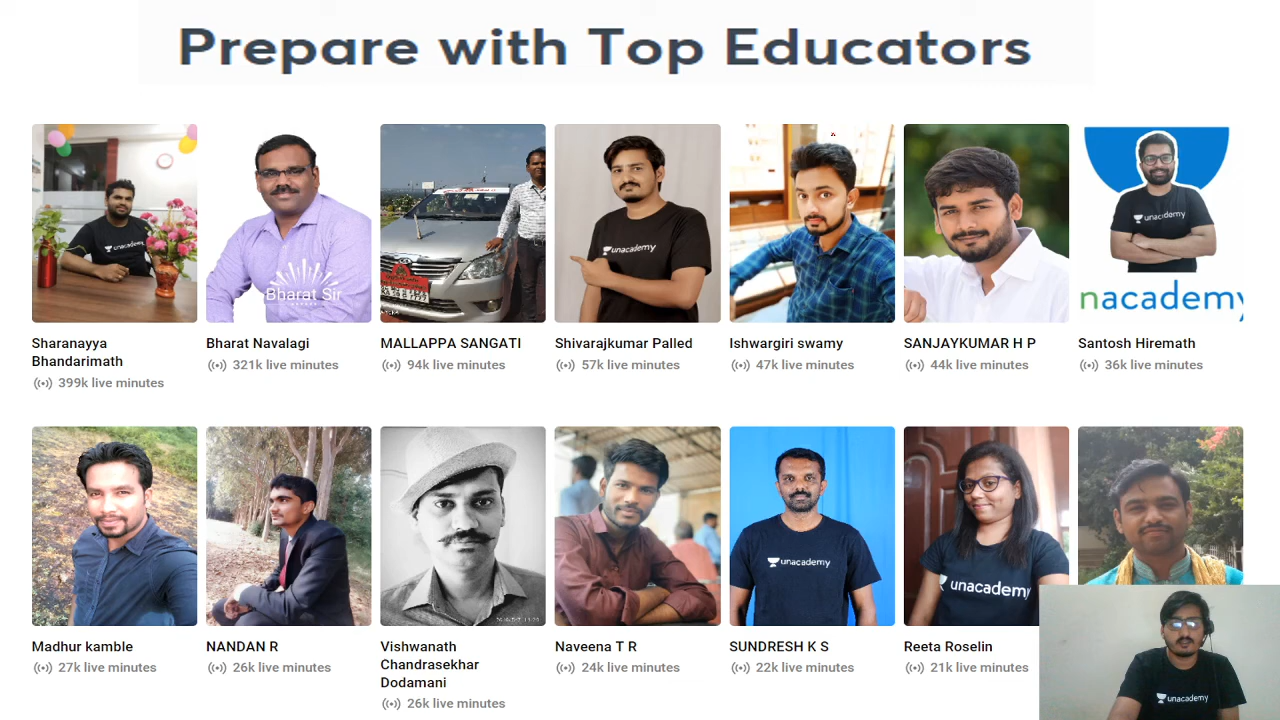 Prepare with Top Educators
unacademy
Bharat Sir
unacademy
unacademy
nacademy
Sharanayya
Bhandarimath
399k live minutes
Bharat Navalagi
321k live minutes
MALLAPPA SANGATI
94k live minutes
Shivarajkumar Palled
57k live minutes
Ishwargiri swamy
47k live minutes
SANJAYKUMAR H P
44k live minutes
Santosh Hiremath
36k live minutes
unacademy
unacademy
Madhur kamble
27k live minutes
NANDAN R
26k live minutes
Vishwanath
Chandrasekhar
Dodamani
26k live minutes
Naveena T R
24k live minutes
SUNDRESH K S
22k live minutes
Reeta Roselin
21k live minutes
unacademy